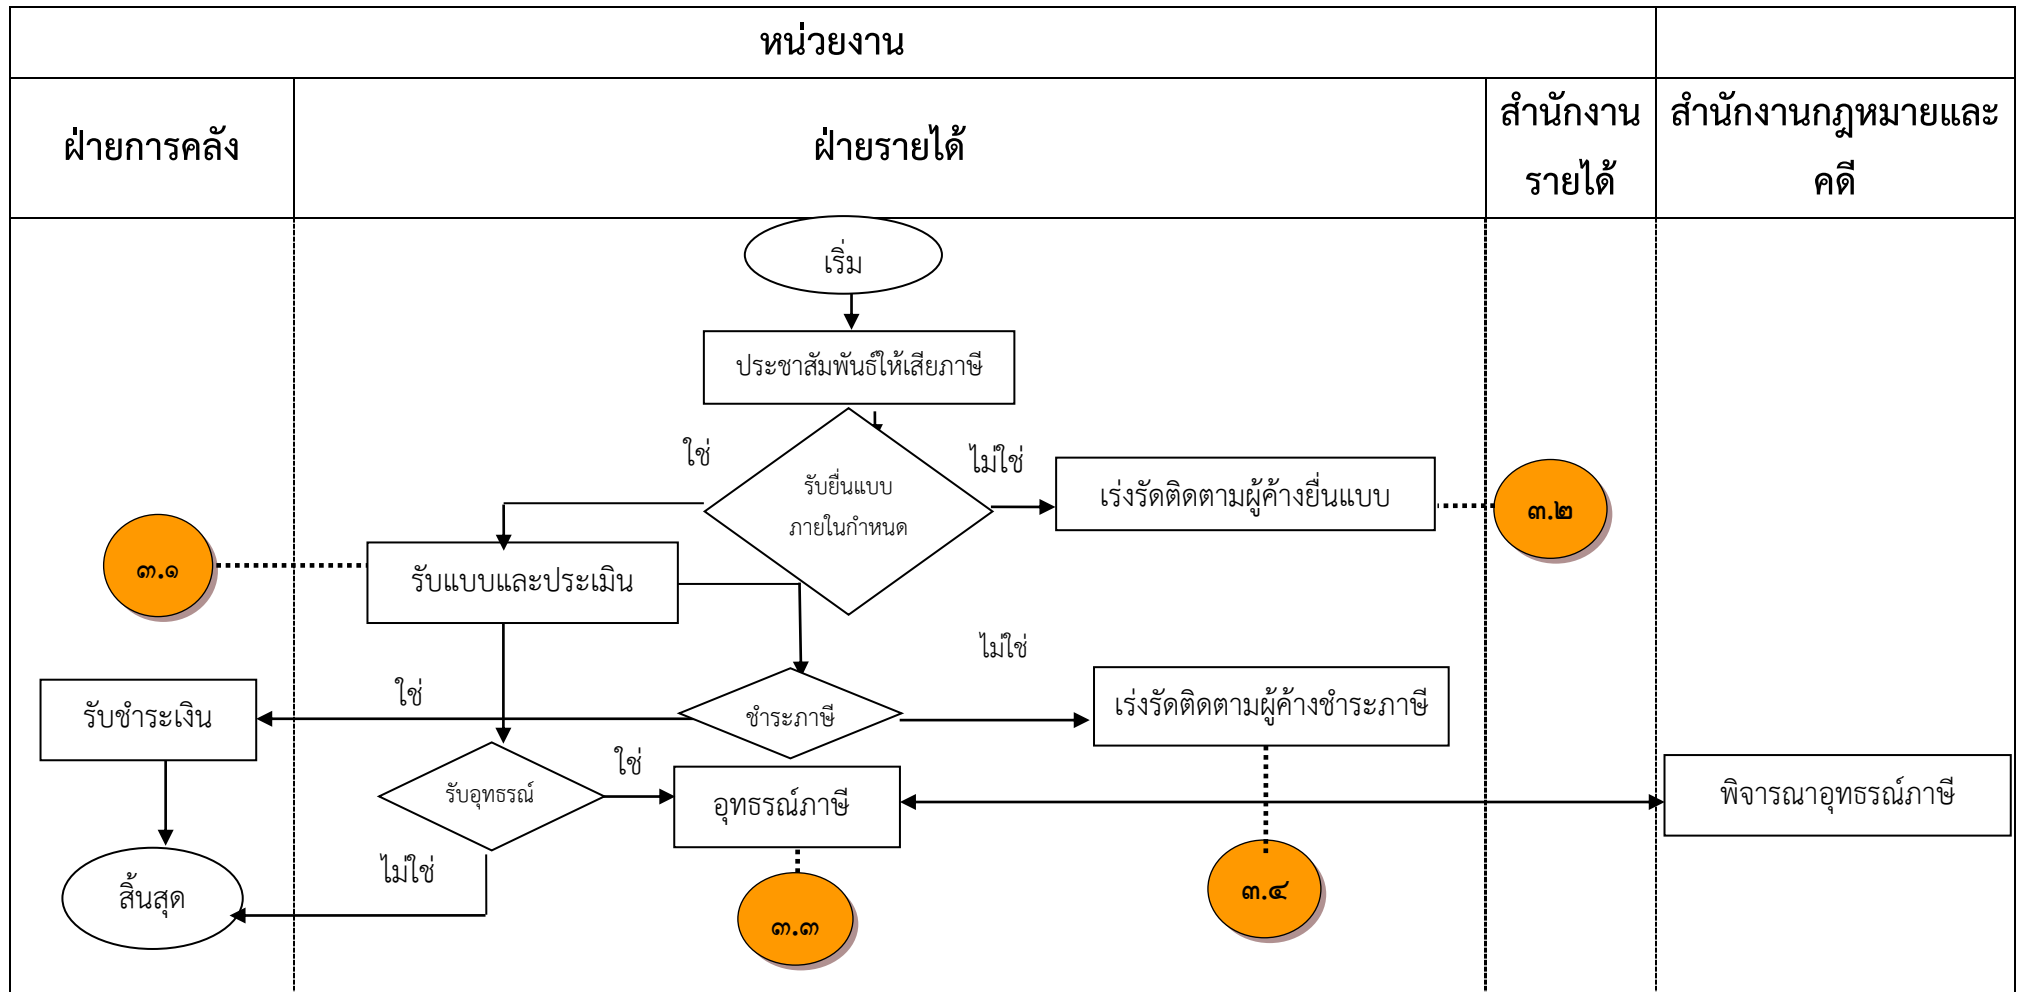 หน่วยงาน
ฝ่ายการคลัง
ฝ่ายรายได้
สำนักงาน
รายได้
สำนักงานกฎหมายและ
คดี
เริ่ม
ประชาสัมพันธ์ให้เสียภาษี
ใช่
ไม่ใช่
รับยื่นแบบ
ภายในกำหนด
เร่งรัดติดตามผู้ค้างยื่นแบบ
๓.๒
๓.๑
รับแบบและประเมิน
ไม่ใช่
ใช่
รับชำระเงิน
ชำระภาษี
เร่งรัดติดตามผู้ค้างชำระภาษี
ใช่
รับอุทธรณ์
อุทธรณ์ภาษี
พิจารณาอุทธรณ์ภาษี
ไม่ใช่
สิ้นสุด
๓.๓
๓.๔